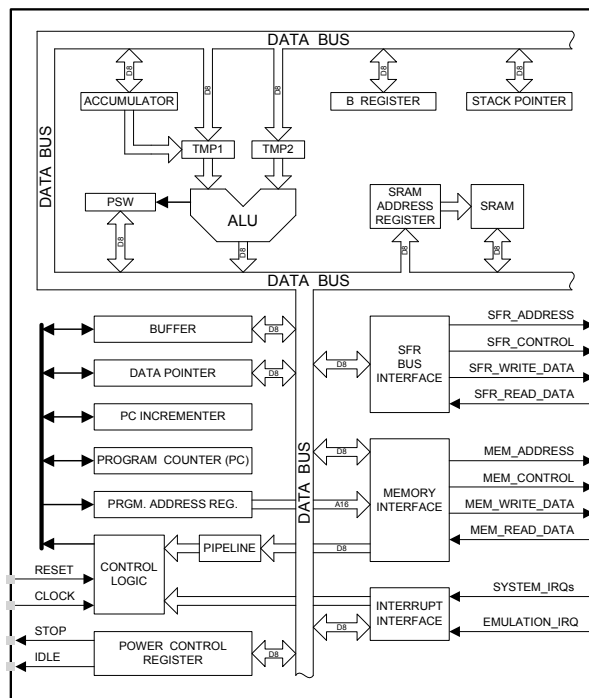 DATA BUS
DATA BUS
D8
D8
D8
D8
D8
ACCUMULATOR
B REGISTER
STACK POINTER
TMP1
TMP2
PSW
ALU
SRAM
ADDRESS
REGISTER
SRAM
D8
D8
D8
D8
DATA BUS
BUFFER
D8
DATA POINTER
D8
PC INCREMENTER
PROGRAM COUNTER (PC)
PRGM. ADDRESS REG.
A16
PIPELINE
D8
CONTROL
LOGIC
RESET
CLOCK
STOP
IDLE
POWER CONTROL
REGISTER
D8
DATA BUS
D8
SFR
BUS
INTERFACE
SFR_ADDRESS
SFR_CONTROL
SFR_WRITE_DATA
SFR_READ_DATA
D8
MEMORY
INTERFACE
MEM_ADDRESS
MEM_CONTROL
MEM_WRITE_DATA
MEM_READ_DATA
INTERRUPT
INTERFACE
D8
SYSTEM_IRQs
EMULATION_IRQ